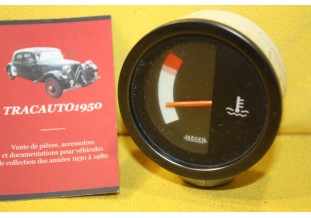 TRACAUTO1950
Vente de pièces, accessoires
et documentations pour véhicules
de collection des années 1930 à 1980
JAEGER